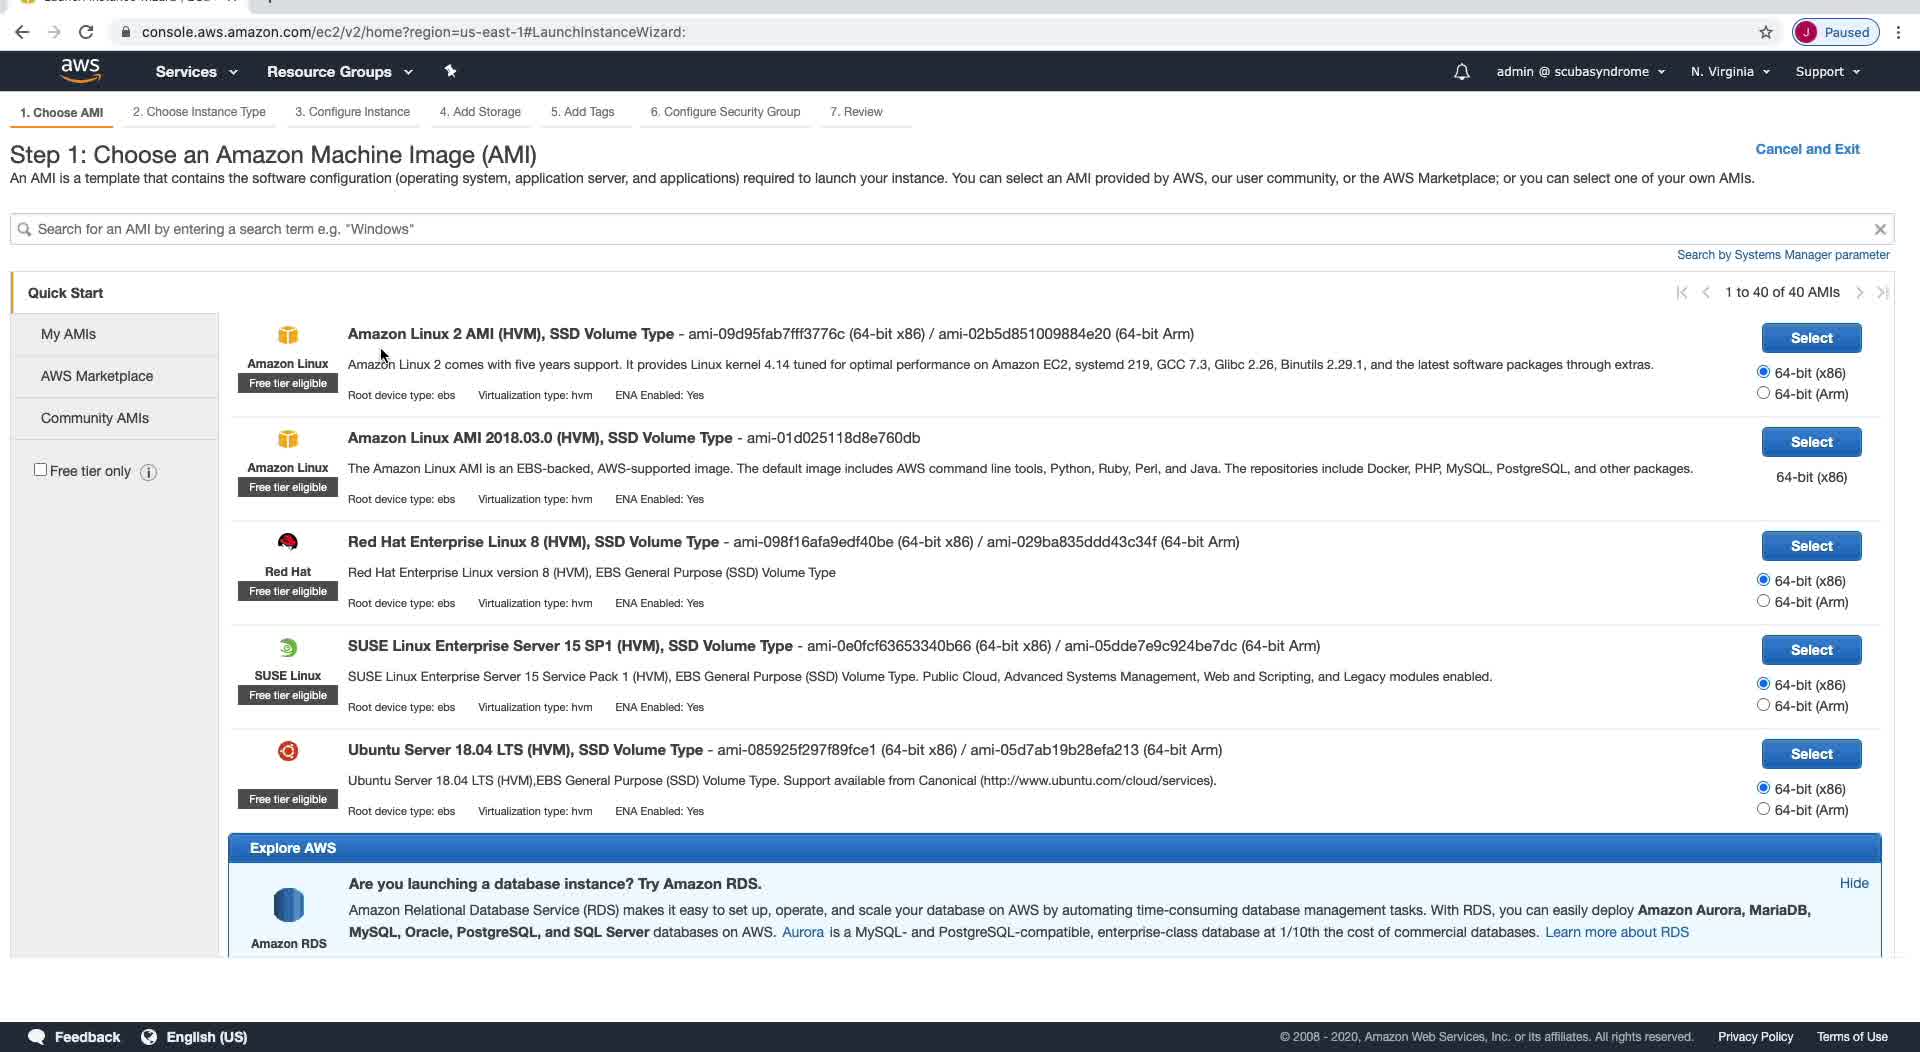 console.aws.amazon.com/ec2/v2/home?region=us-east-1#LaunchInstanceWizard:
J Paused
aws Services Resource Groups admin @ scubasyndrome N. Virginia Support
1. Choose AMI 2. Choose Instance Type 3. Configure Instance 4. Add Storage 5. Add Tags 6. Configure Security Group 7. Review
Step 1: Choose an Amazon Machine Image (AMI)
Cancel and Exit
An AMI is a template that contains the software configuration (operating system, application server, and applications) required to launch your instance. You can select an AMI provided by AWS, our user community, or the AWS Marketplace; or you can select one of your own AMIs.
Search for an AMI by entering a search term e.g. "Windows"
Search by Systems Manager parameter
Quick Start
1 to 40 of 40 AMIs
My AMIs
AWS Marketplace
Community AMIs
Free tier only
Amazon Linux
Free tier eligible
Amazon Linux 2 AMI (HVM), SSD Volume Type - ami-09d95fab7fff3776c (64-bit x86) / ami-02b5d851009884e20 (64-bit Arm)
Amazon Linux 2 comes with five years support. It provides Linux kernel 4.14 tuned for optimal performance on Amazon EC2, systemd 219, GCC 7.3, Glibc 2.26, Binutils 2.29.1, and the latest software packages through extras.
Root device type: ebs Virtualization type: hvm ENA Enabled: Yes
Select
64-bit (x86)
64-bit (Arm)
Amazon Linux
Free tier eligible
Amazon Linux AMI 2018.03.0 (HVM), SSD Volume Type - ami-01d025118d8e760db
The Amazon Linux AMI is an EBS-backed, AWS-supported image. The default image includes AWS command line tools, Python, Ruby, Perl, and Java. The repositories include Docker, PHP, MySQL, PostgreSQL, and other packages.
Root device type: ebs Virtualization type: hvm ENA Enabled: Yes
Select
64-bit (x86)
Red Hat
Free tier eligible
Red Hat Enterprise Linux 8 (HVM), SSD Volume Type - ami-098f16afa9edf40be (64-bit x86) / ami-029ba835ddd43c34f (64-bit Arm)
Red Hat Enterprise Linux version 8 (HVM), EBS General Purpose (SSD) Volume Type
Root device type: ebs Virtualization type: hvm ENA Enabled: Yes
Select
64-bit (x86)
64-bit (Arm)
SUSE Linux
Free tier eligible
SUSE Linux Enterprise Server 15 SP1 (HVM), SSD Volume Type - ami-0e0fcf63653340b66 (64-bit x86) / ami-05dde7e9c924be7dc (64-bit Arm)
SUSE Linux Enterprise Server 15 Service Pack 1 (HVM), EBS General Purpose (SSD) Volume Type. Public Cloud, Advanced Systems Management, Web and Scripting, and Legacy modules enabled.
Root device type: ebs Virtualization type: hvm ENA Enabled: Yes
Select
64-bit (x86)
64-bit (Arm)
Free tier eligible
Ubuntu Server 18.04 LTS (HVM), SSD Volume Type - ami-085925f297f89fce1 (64-bit x86) / ami-05d7ab19b28efa213 (64-bit Arm)
Ubuntu Server 18.04 LTS (HVM),EBS General Purpose (SSD) Volume Type. Support available from Canonical (http://www.ubuntu.com/cloud/services).
Root device type: ebs Virtualization type: hvm ENA Enabled: Yes
Select
64-bit (x86)
64-bit (Arm)
Explore AWS
Amazon RDS
Are you launching a database instance? Try Amazon RDS.
Hide
Amazon Relational Database Service (RDS) makes it easy to set up, operate, and scale your database on AWS by automating time-consuming database management tasks. With RDS, you can easily deploy Amazon Aurora, MariaDB,
MySQL, Oracle, PostgreSQL, and SQL Server databases on AWS. Aurora is a MySQL- and PostgreSQL-compatible, enterprise-class database at 1/10th the cost of commercial databases. Learn more about RDS
Feedback English (US) © 2008 - 2020, Amazon Web Services, Inc. or its affiliates. All rights reserved. Privacy Policy Terms of Use